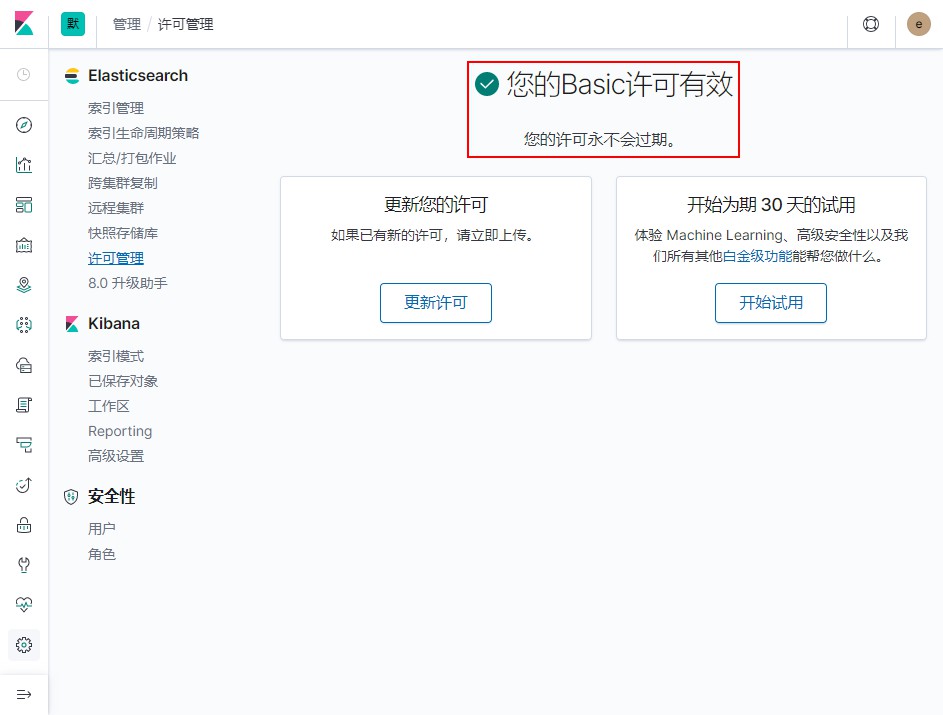 默
管理 / 许可管理
e
Elasticsearch
索引管理
索引生命周期策略
汇总/打包作业
跨集群复制
远程集群
快照存储库
许可管理
8.0 升级助手
Kibana
索引模式
已保存对象
工作区
Reporting
高级设置
安全性
用户
角色
您的Basic许可有效
您的许可永不会过期。
更新您的许可
如果已有新的许可，请立即上传。
更新许可
开始为期 30 天的试用
体验 Machine Learning、高级安全性以及我
们所有其他白金级功能能帮您做什么。
开始试用